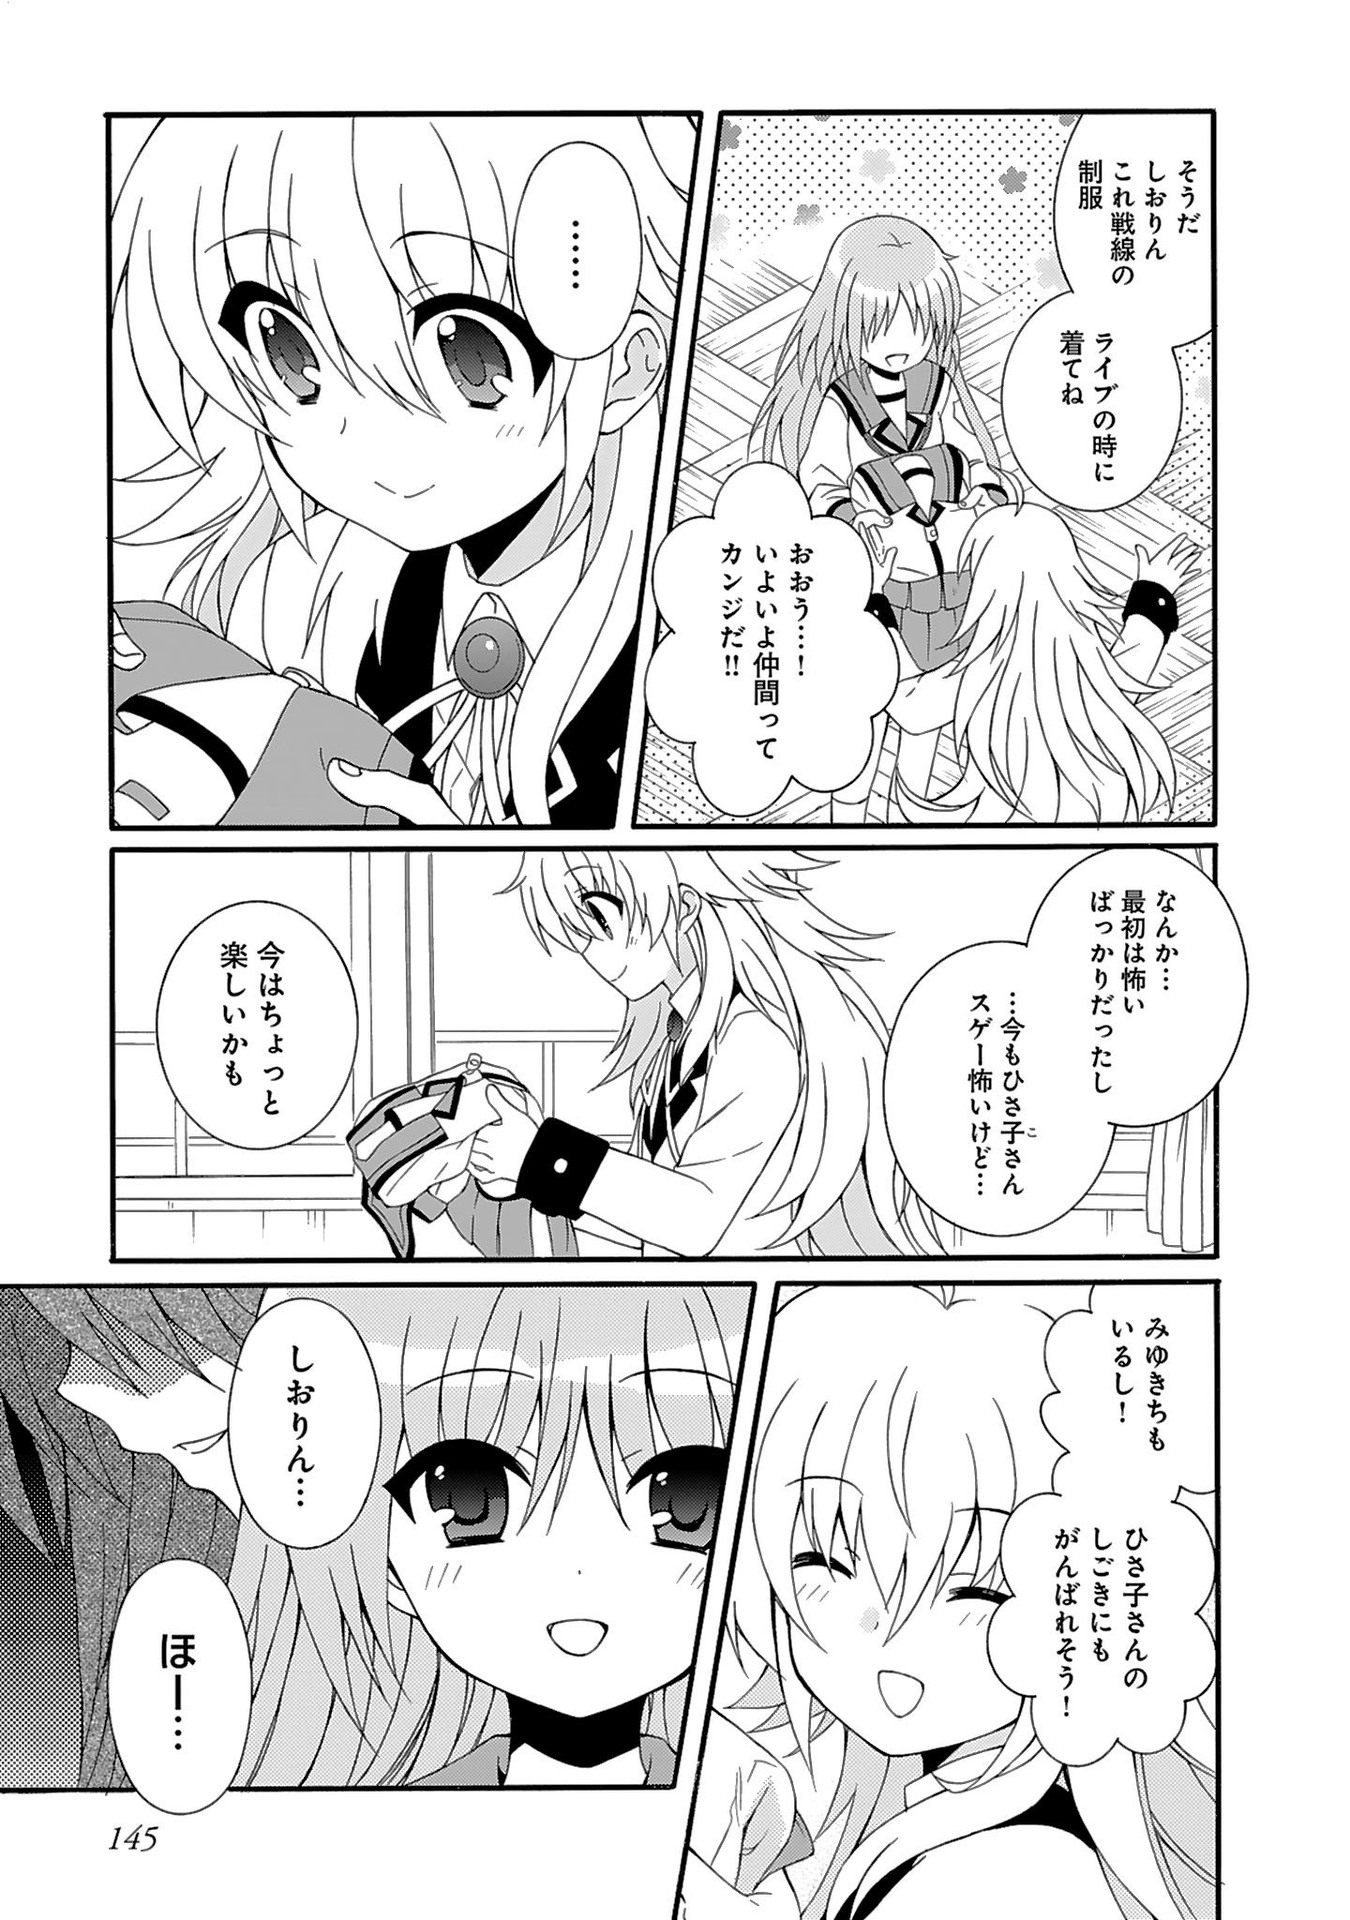 そうだ
しおりん
これ戦線の
制服
ライブの時に
着てね
おおう…!
いよいよ仲間って
カンジだ!!
……
なんか…
最初は怖い
ばっかりだったし
…今もひさ子さん
こ
スゲー怖いけど…
今はちょっと
楽しいかも
みゆきちも
いるし!
ひさ子さんの
しごきにも
がんばれそう!
しおりん…
ほー…
145